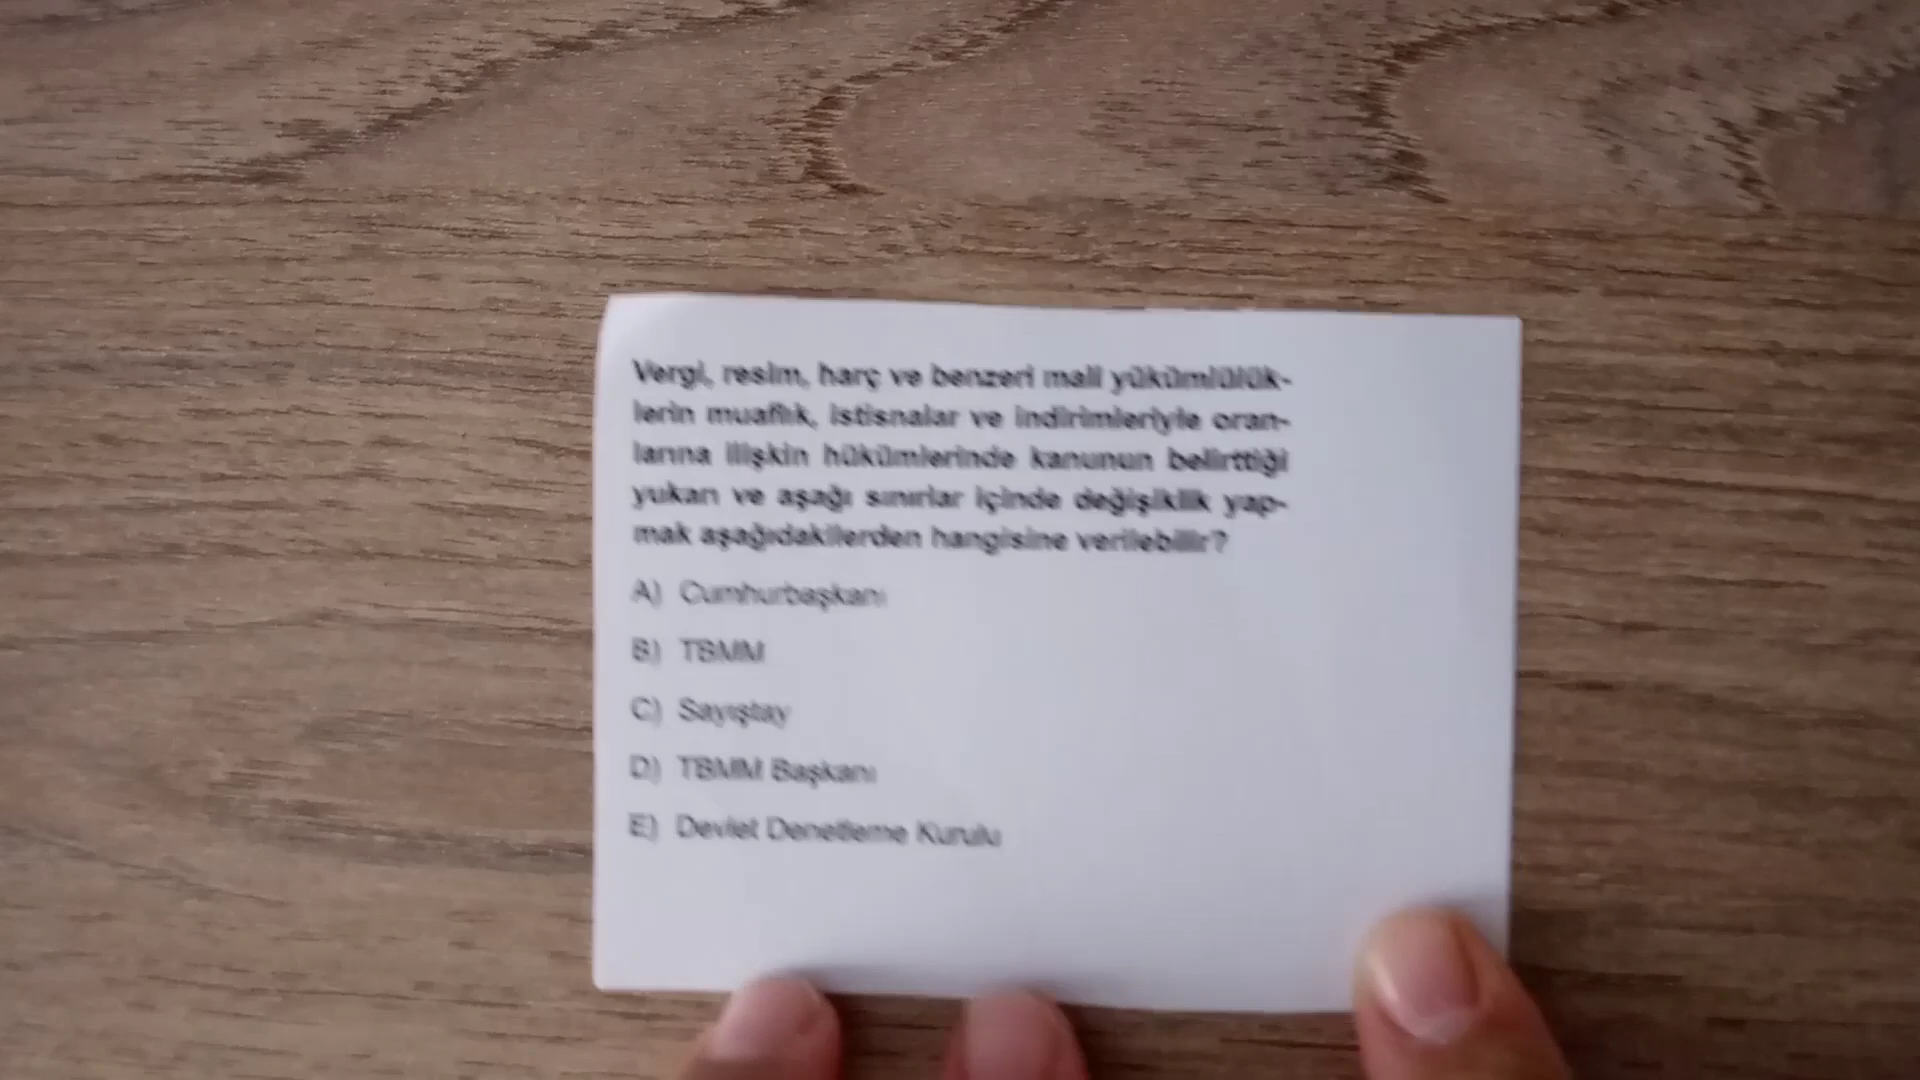 Vergi, resim, harç ve benzeri mali yükümlülük-
lerin muaflık, istisnalar ve indirimleriyle oran-
larına ilişkin hükümlerinde kanunun belirttiği
yukarı ve aşağı sınırlar içinde değişiklik yap-
mak aşağıdakilerden hangisine verilebilir?
A) Cumhurbaşkanı
B) TBMM
C) Sayıştay
D) TBMM Başkanı
E) Devlet Denetleme Kurulu